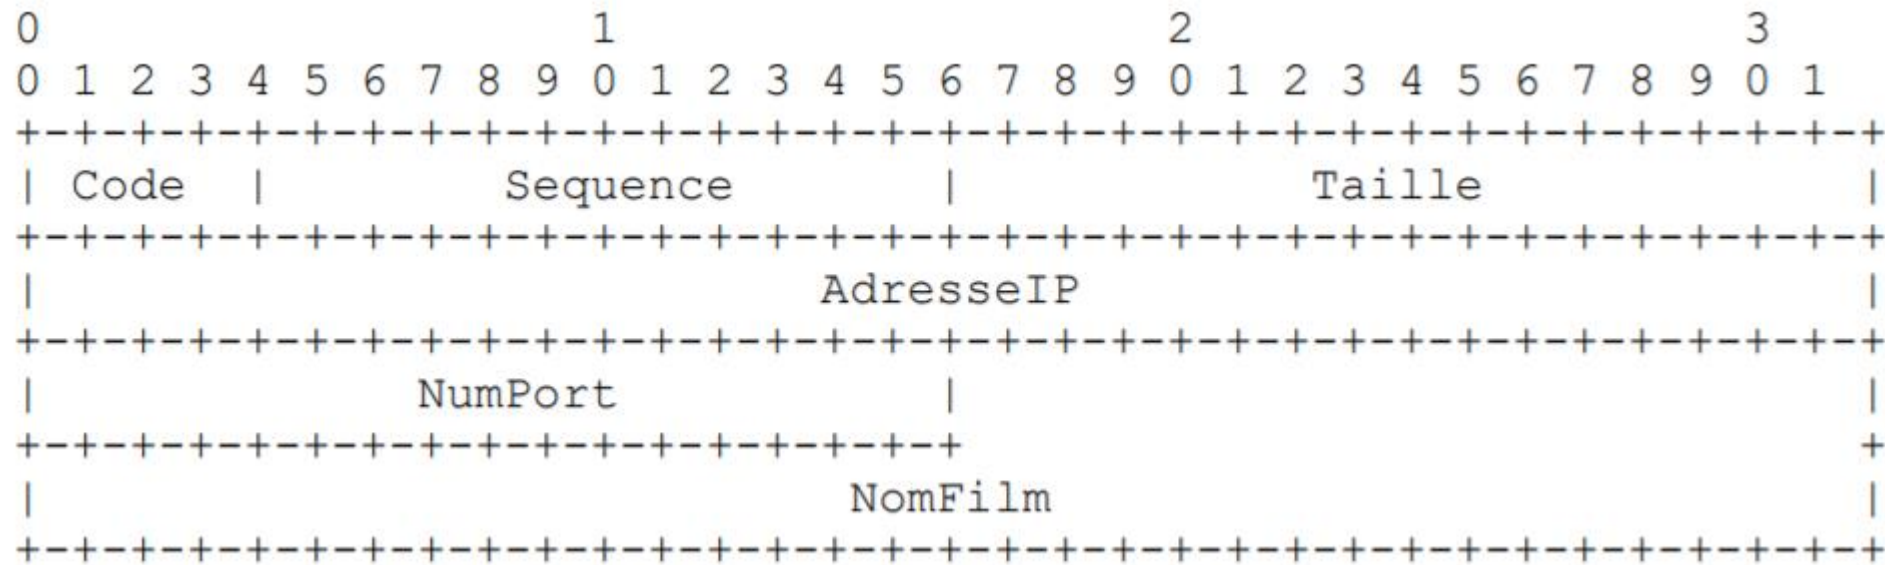 0                   1                   2                   3
0 1 2 3 4 5 6 7 8 9 0 1 2 3 4 5 6 7 8 9 0 1 2 3 4 5 6 7 8 9 0 1
+-+-+-+-+-+-+-+-+-+-+-+-+-+-+-+-+-+-+-+-+-+-+-+-+-+-+-+-+-+-+-+-+
| Code  |        Sequence       |            Taille             |
+-+-+-+-+-+-+-+-+-+-+-+-+-+-+-+-+-+-+-+-+-+-+-+-+-+-+-+-+-+-+-+-+
|                           AdresseIP                           |
+-+-+-+-+-+-+-+-+-+-+-+-+-+-+-+-+-+-+-+-+-+-+-+-+-+-+-+-+-+-+-+-+
|             NumPort           |                               |
+-+-+-+-+-+-+-+-+-+-+-+-+-+-+-+-+                               +
|                            NomFilm                            |
+-+-+-+-+-+-+-+-+-+-+-+-+-+-+-+-+-+-+-+-+-+-+-+-+-+-+-+-+-+-+-+-+